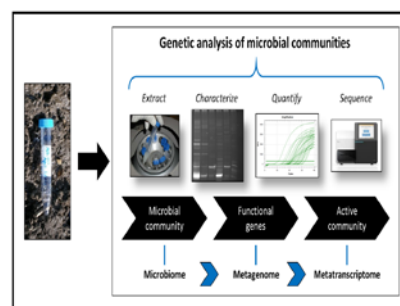 Genetic analysis of microbial communities
Extract Characterize Quantify Sequence
Microbial community Functional genes Active community
Microbiome Metagenome Metatranscriptome